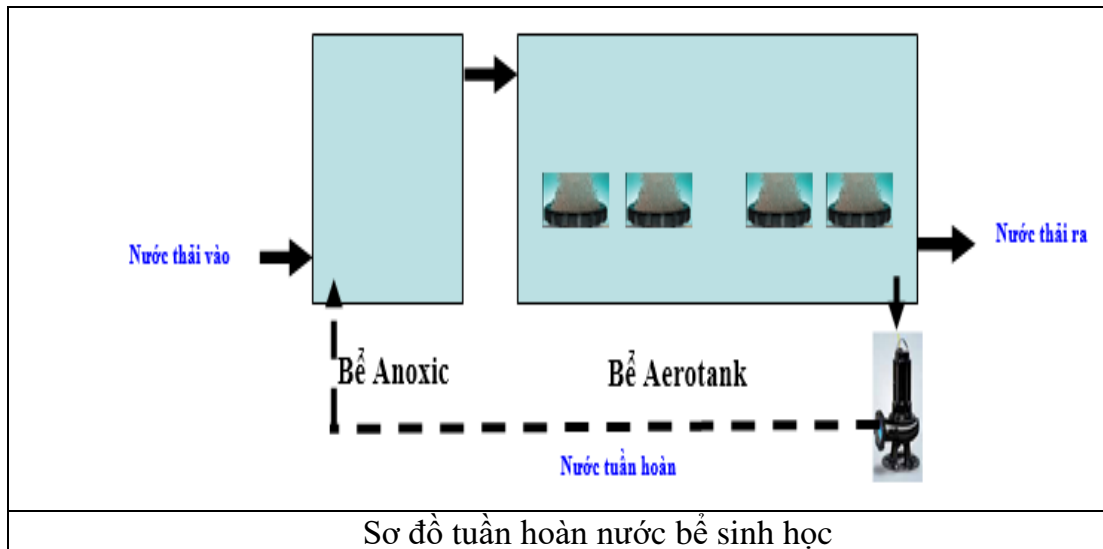 Nước thải vào
Nước thải ra
Bể Anoxic
Bể Aerotank
Nước tuần hoàn
Sơ đồ tuần hoàn nước bể sinh học